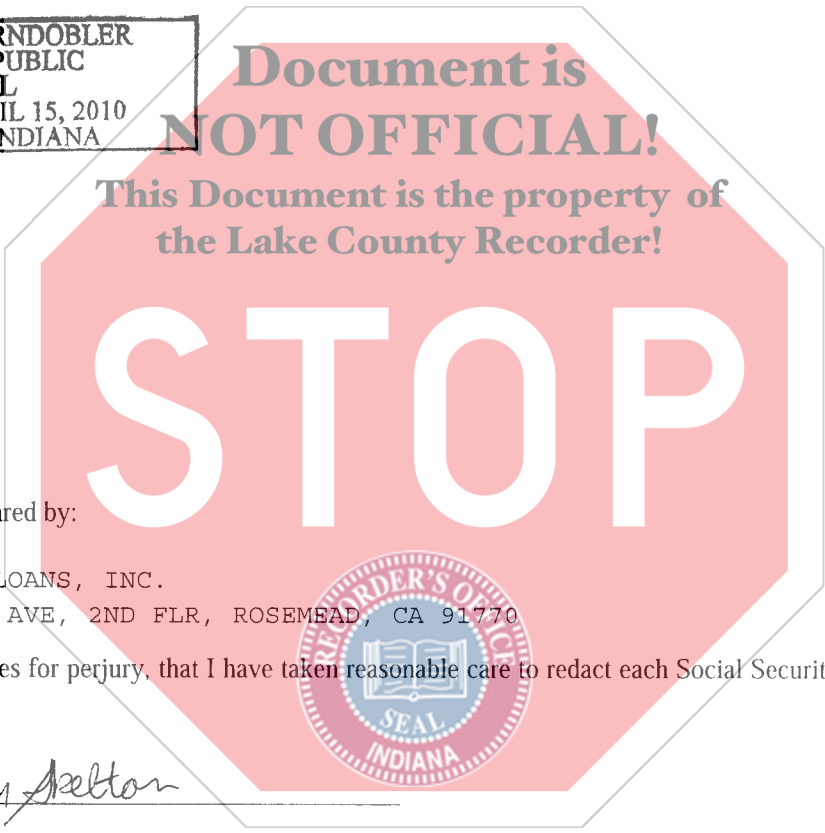 RNDOBLER
PUBLIC
L
IL 15, 2010
NDIANA
Document is
NOT OFFICIAL!
This Document is the property of
the Lake County Recorder!
STOP
ared by:
LOANS, INC.
AVE, 2ND FLR, ROSEMEAD, CA 91770
es for perjury, that I have taken reasonable care to redact each Social Securit
RECORDER'S OFFICE
SEAL
INDIANA
Skelton